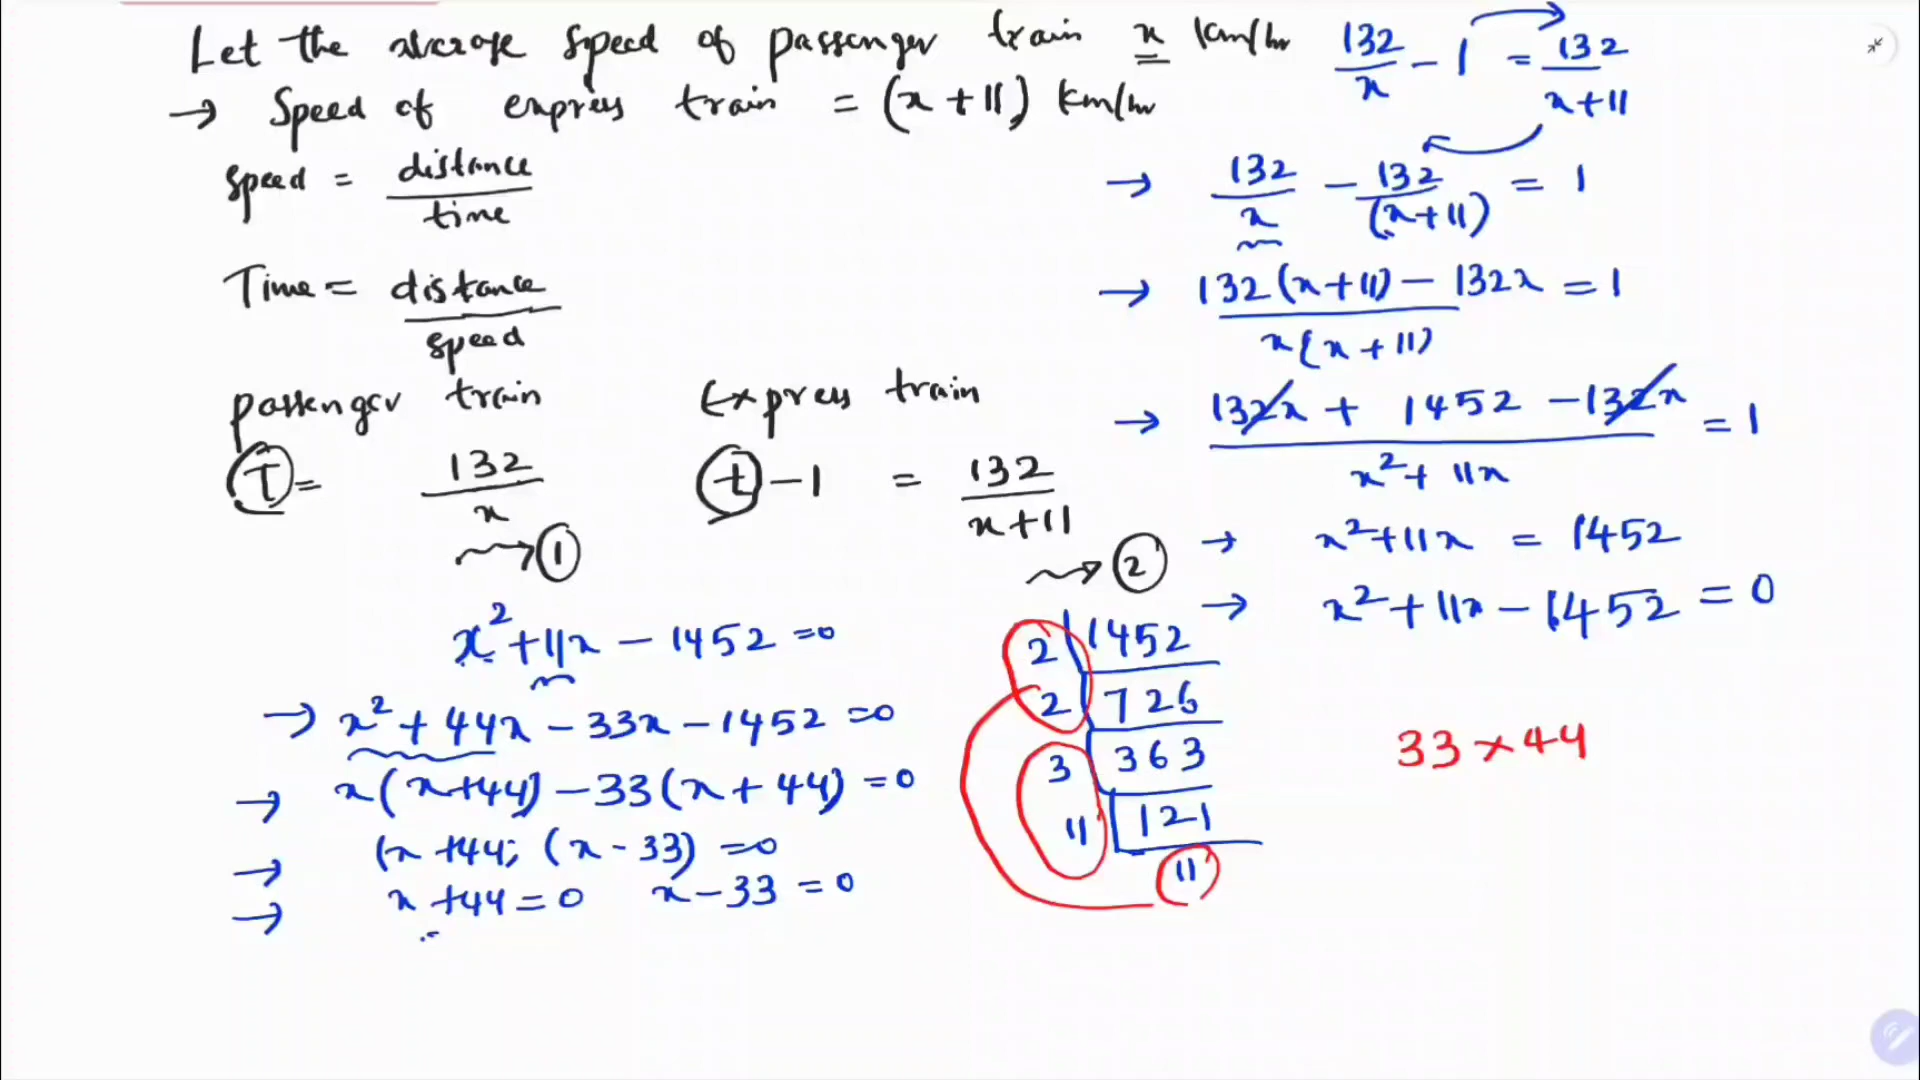 Let the average speed of passenger train x km/hr
→ Speed of express train = (x + 11) km/hr
speed = distance / time
Time = distance / speed
passenger train
T = 132 / x
→ ①
Express train
t - 1 = 132 / x+11
→ ②
132/x - 1 = 132/x+11
→ 132/x - 132/(x+11) = 1
→ 132(x+11) - 132x / x(x+11) = 1
→ 132x + 1452 - 132x / x² + 11x = 1
→ x² + 11x = 1452
→ x² + 11x - 1452 = 0
x² + 11x - 1452 = 0
→ x² + 44x - 33x - 1452 = 0
→ x(x+44) - 33(x+44) = 0
→ (x+44) (x-33) = 0
→ x+44 = 0 x-33 = 0
2 | 1452
2 | 726
3 | 363
11 | 121
11
33 × 44